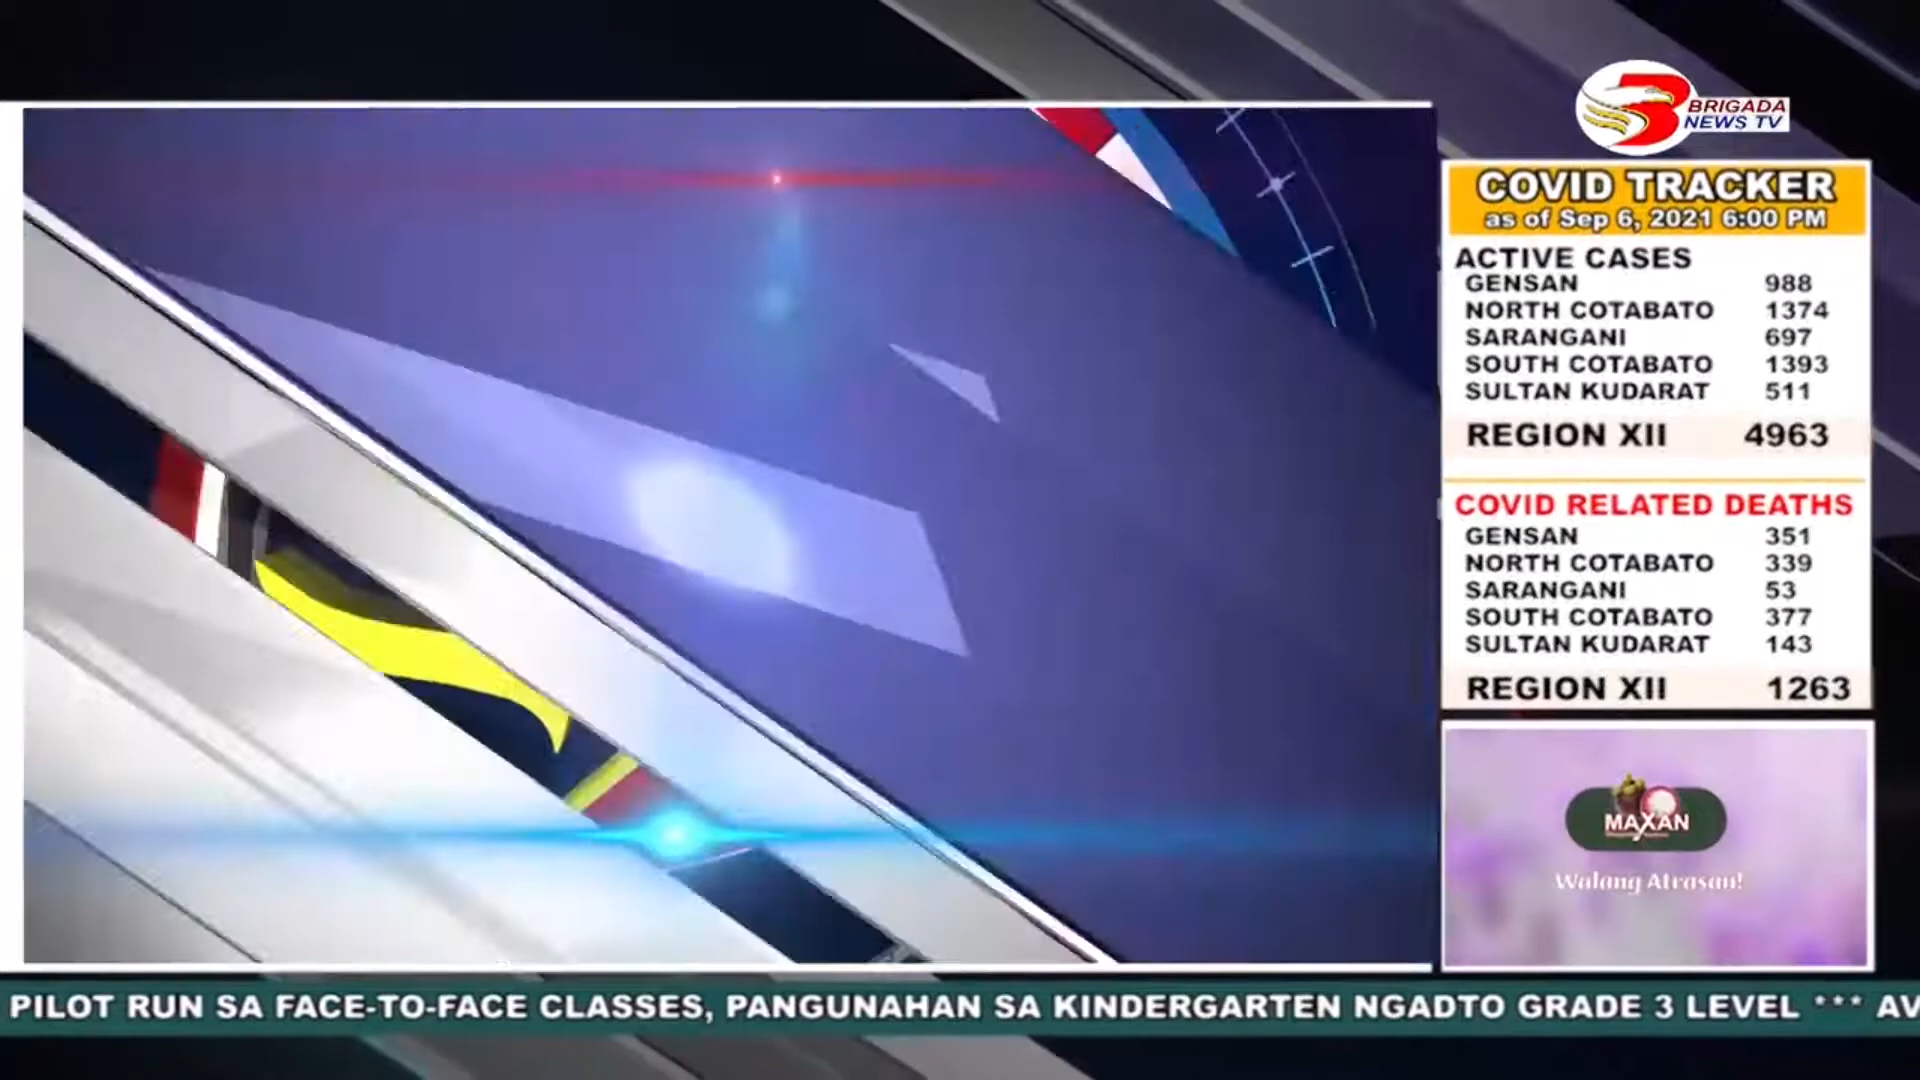 BRIGADA
NEWS TV
COVID TRACKER
as of Sep 6, 2021 6:00 PM
ACTIVE CASES
GENSAN 988
NORTH COTABATO 1374
SARANGANI 697
SOUTH COTABATO 1393
SULTAN KUDARAT 511
REGION XII 4963
COVID RELATED DEATHS
GENSAN 351
NORTH COTABATO 339
SARANGANI 53
SOUTH COTABATO 377
SULTAN KUDARAT 143
REGION XII 1263
MAXAN
Walang Atrasan!
PILOT RUN SA FACE-TO-FACE CLASSES, PANGUNAHAN SA KINDERGARTEN NGADTO GRADE 3 LEVEL *** AV